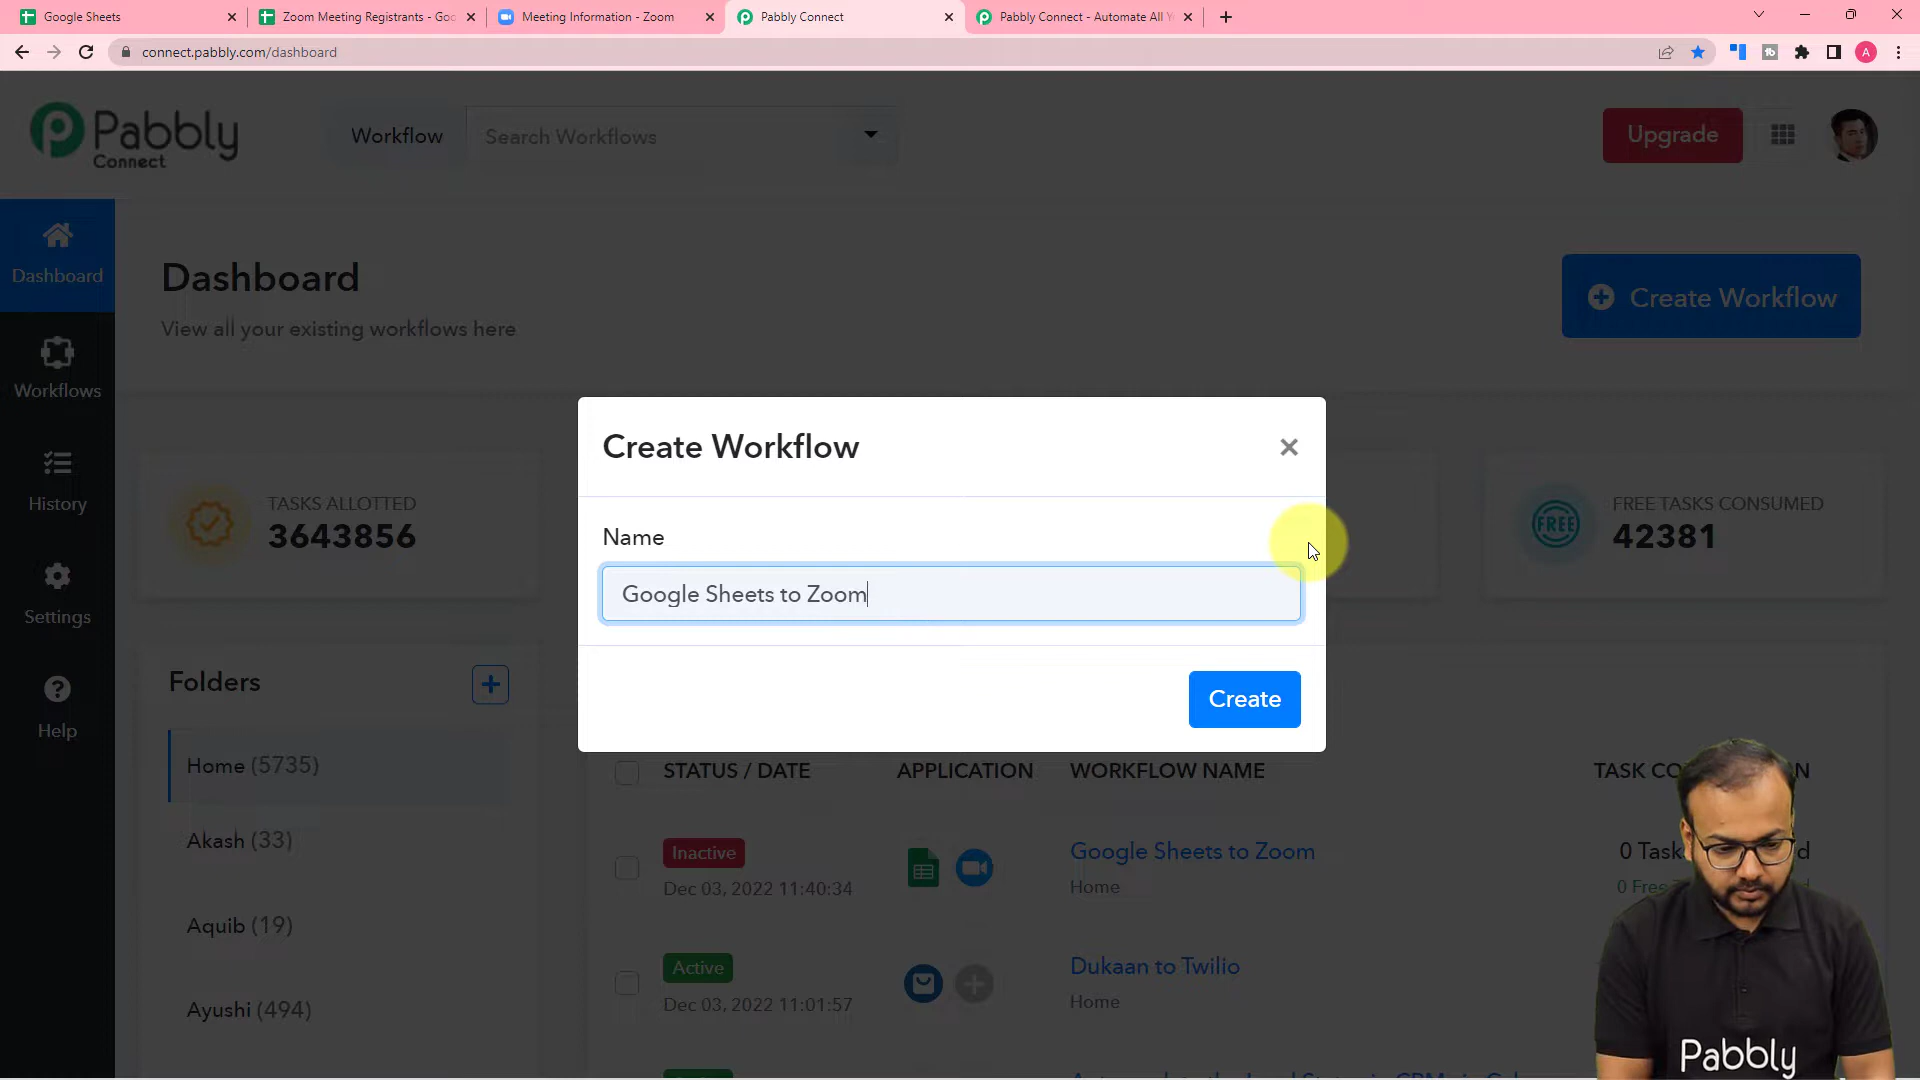 Google Sheets
Zoom Meeting Registrants - Goo
Meeting Information - Zoom
Pabbly Connect
Pabbly Connect - Automate All Y
connect.pabbly.com/dashboard
A
Pabbly
Connect
Workflow
Search Workflows
Upgrade
Dashboard
Workflows
History
Settings
Help
Dashboard
View all your existing workflows here
Create Workflow
TASKS ALLOTTED
3643856
FREE
FREE TASKS CONSUMED
42381
Create Workflow
Name
Google Sheets to Zoom
Create
Folders
Home (5735)
Akash (33)
Aquib (19)
Ayushi (494)
STATUS / DATE
APPLICATION
WORKFLOW NAME
TASK CO
N
Inactive
Dec 03, 2022 11:40:34
Google Sheets to Zoom
Home
0 Task
d
0 Free
Active
Dec 03, 2022 11:01:57
Dukaan to Twilio
Home
Pabbly